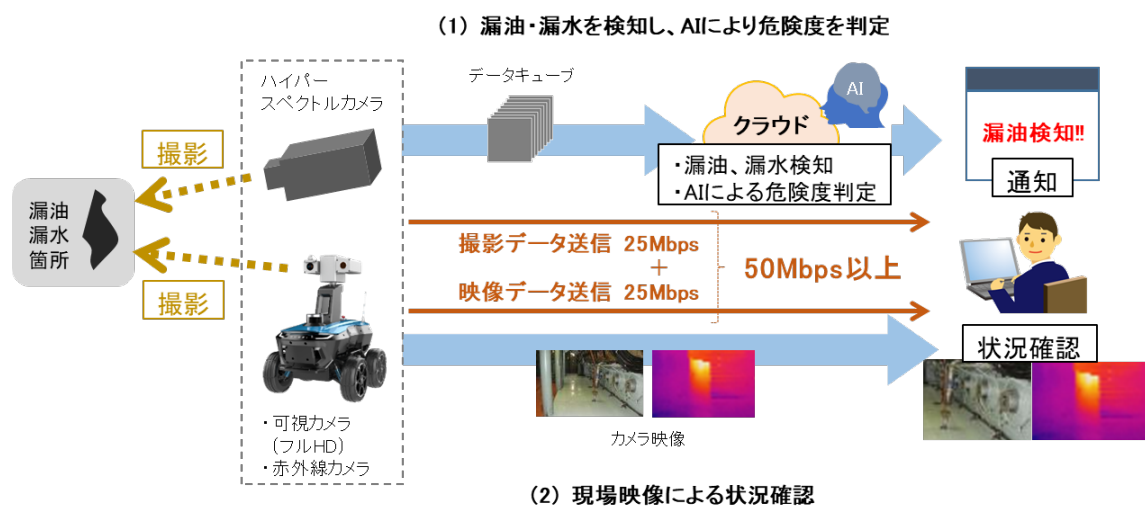 (1) 漏油・漏水を検知し、AIにより危険度を判定
ハイパー
スペクトルカメラ
データキューブ
AI
クラウド
漏油検知!!
・漏油、漏水検知
・AIによる危険度判定
通知
撮影
漏油
漏水
箇所
撮影データ送信 25Mbps
+
映像データ送信 25Mbps
50Mbps以上
撮影
状況確認
・可視カメラ
(フルHD)
・赤外線カメラ
カメラ映像
(2) 現場映像による状況確認